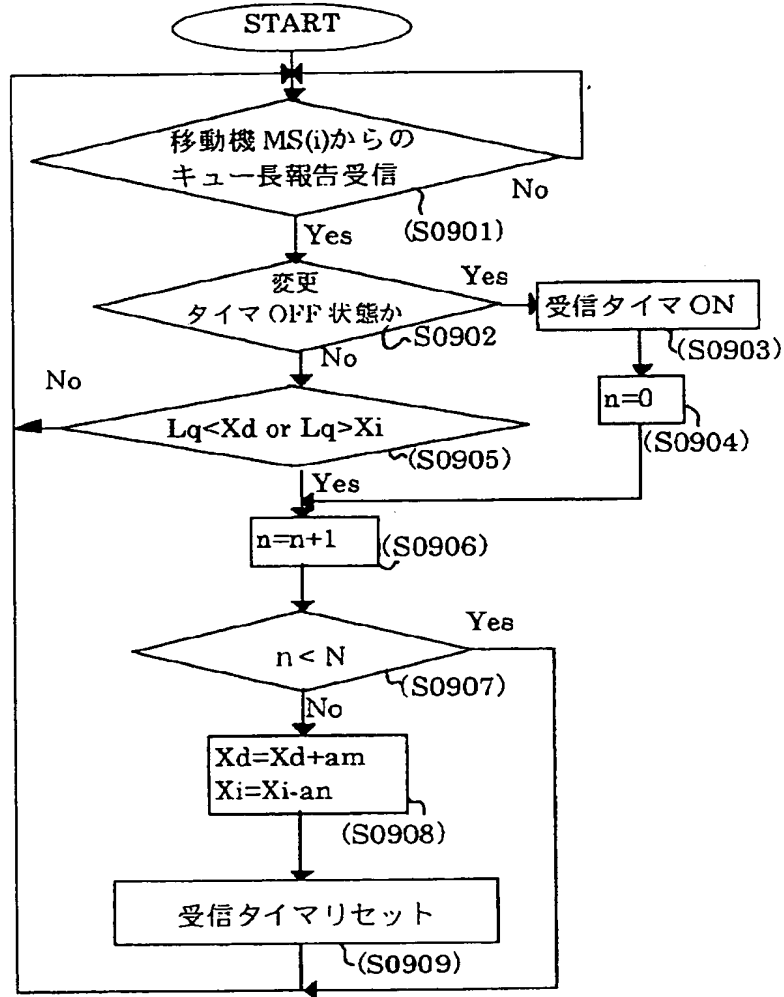 START
移動機 MS(i)からの
キュー長報告受信
No
(S0901)
Yes
変更
タイマ OFF 状態か
Yes
S0902
No
受信タイマ ON
(S0903)
n=0
(S0904)
No
Lq<Xd or Lq>Xi
(S0905)
Yes
n=n+1
(S0906)
n < N
Yes
(S0907)
No
Xd=Xd+am
Xi=Xi-an
(S0908)
受信タイマリセット
(S0909)